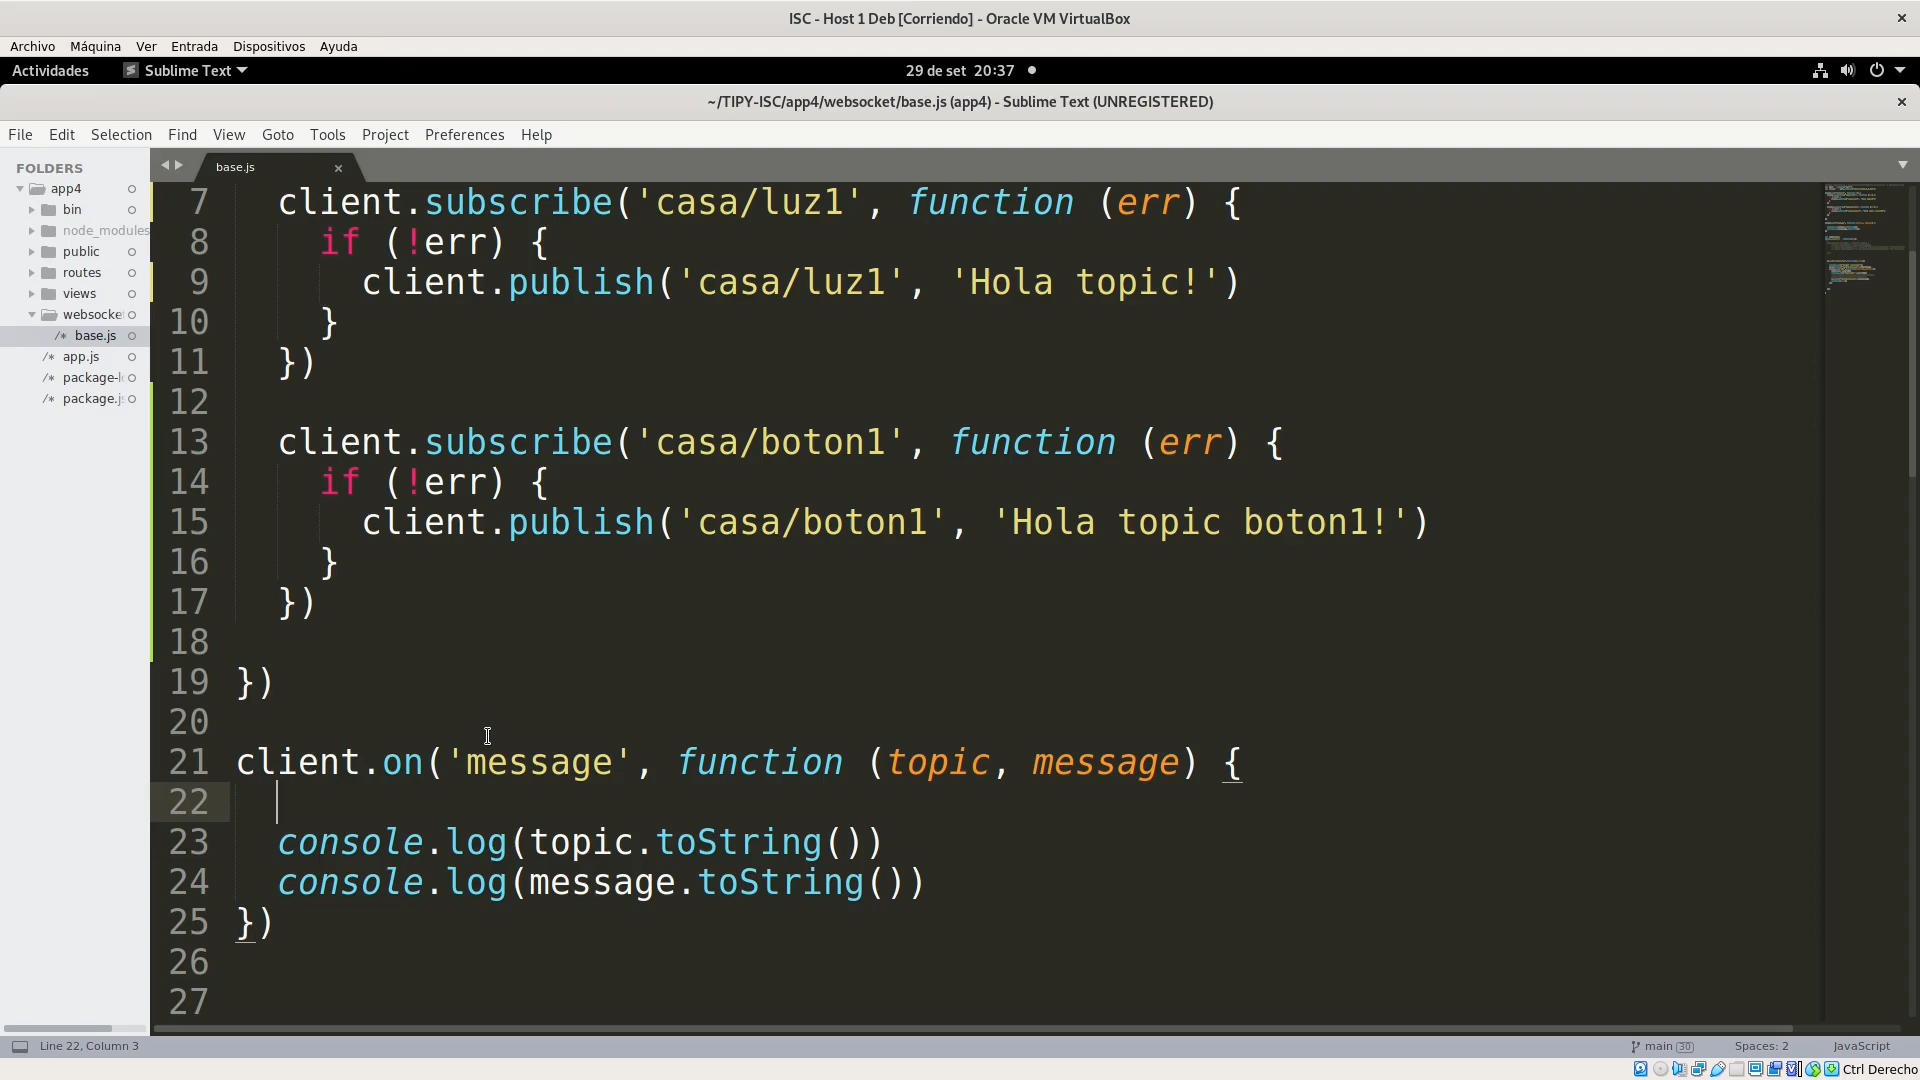 ISC - Host 1 Deb [Corriendo] - Oracle VM VirtualBox
Archivo Máquina Ver Entrada Dispositivos Ayuda
Actividades Sublime Text 29 de set 20:37
~/TIPY-ISC/app4/websocket/base.js (app4) - Sublime Text (UNREGISTERED)
File Edit Selection Find View Goto Tools Project Preferences Help
FOLDERS
app4
bin
node_modules
public
routes
views
websocke
/* base.js
/* app.js
/* package-l
/* package.js
base.js
7 client.subscribe('casa/luz1', function (err) {
8 if (!err) {
9 client.publish('casa/luz1', 'Hola topic!')
10 }
11 })
12
13 client.subscribe('casa/boton1', function (err) {
14 if (!err) {
15 client.publish('casa/boton1', 'Hola topic boton1!')
16 }
17 })
18
19 })
20
21 client.on('message', function (topic, message) {
22
23 console.log(topic.toString())
24 console.log(message.toString())
25 })
26
27
Line 22, Column 3 main 30 Spaces: 2 JavaScript
Ctrl Derecho